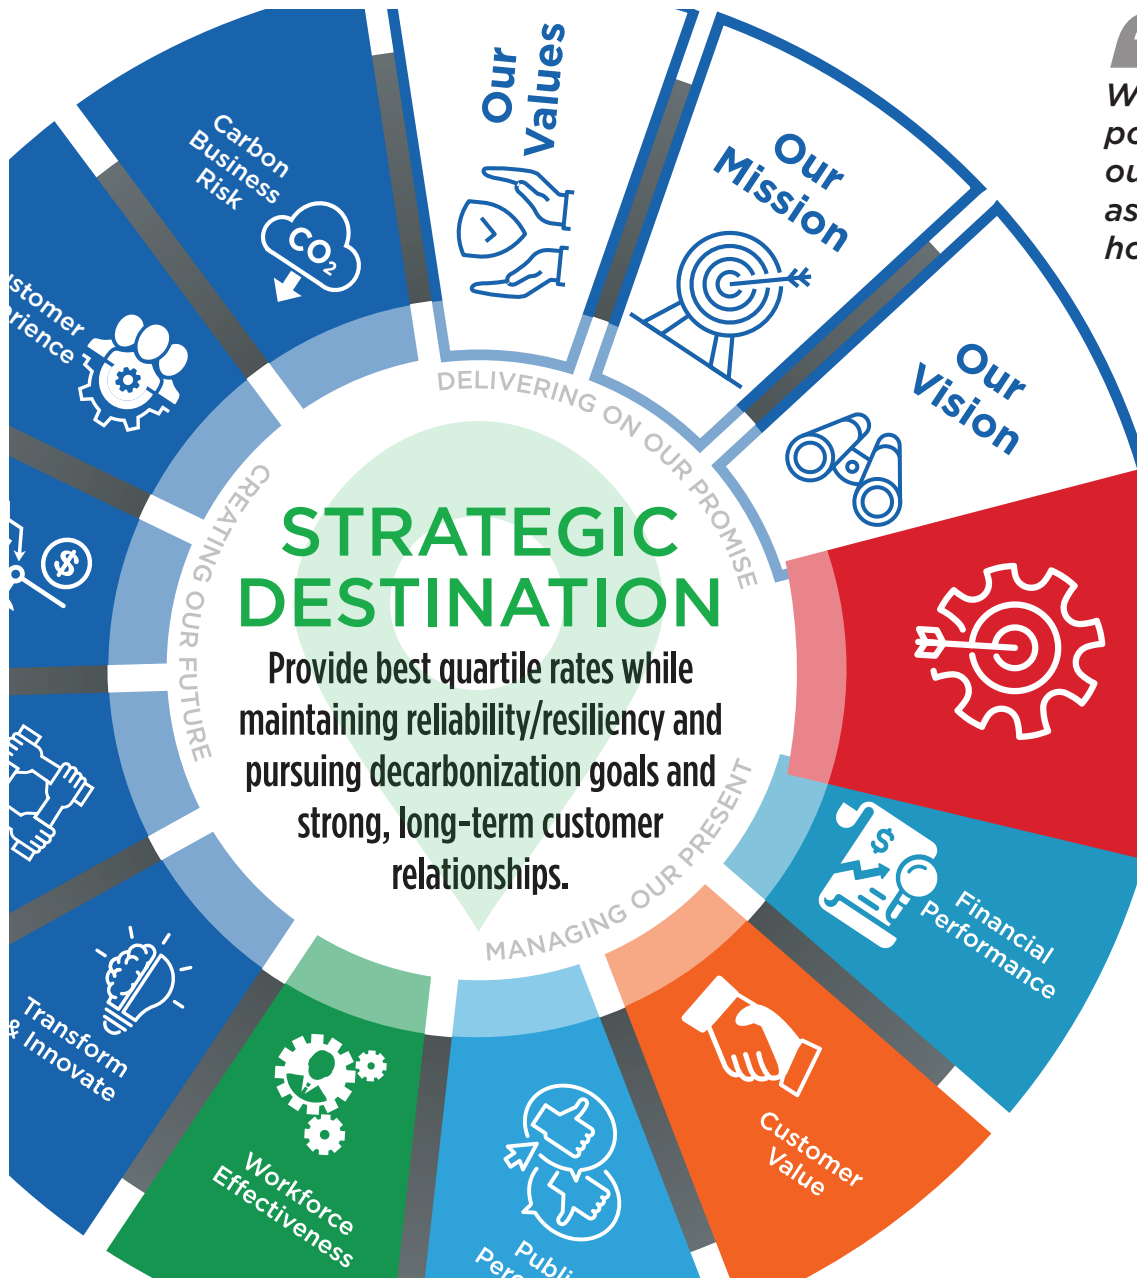 Our
Values
Our
Mission
Our
Vision
Carbon
Business
Risk
CO₂
$
Transform
& Innovate
Workforce
Effectiveness
Customer
Value
$
Financial
Performance
DELIVERING ON OUR PROMISE
CREATING OUR FUTURE
MANAGING OUR PRESENT
STRATEGIC
DESTINATION
Provide best quartile rates while
maintaining reliability/resiliency and
pursuing decarbonization goals and
strong, long-term customer
relationships.